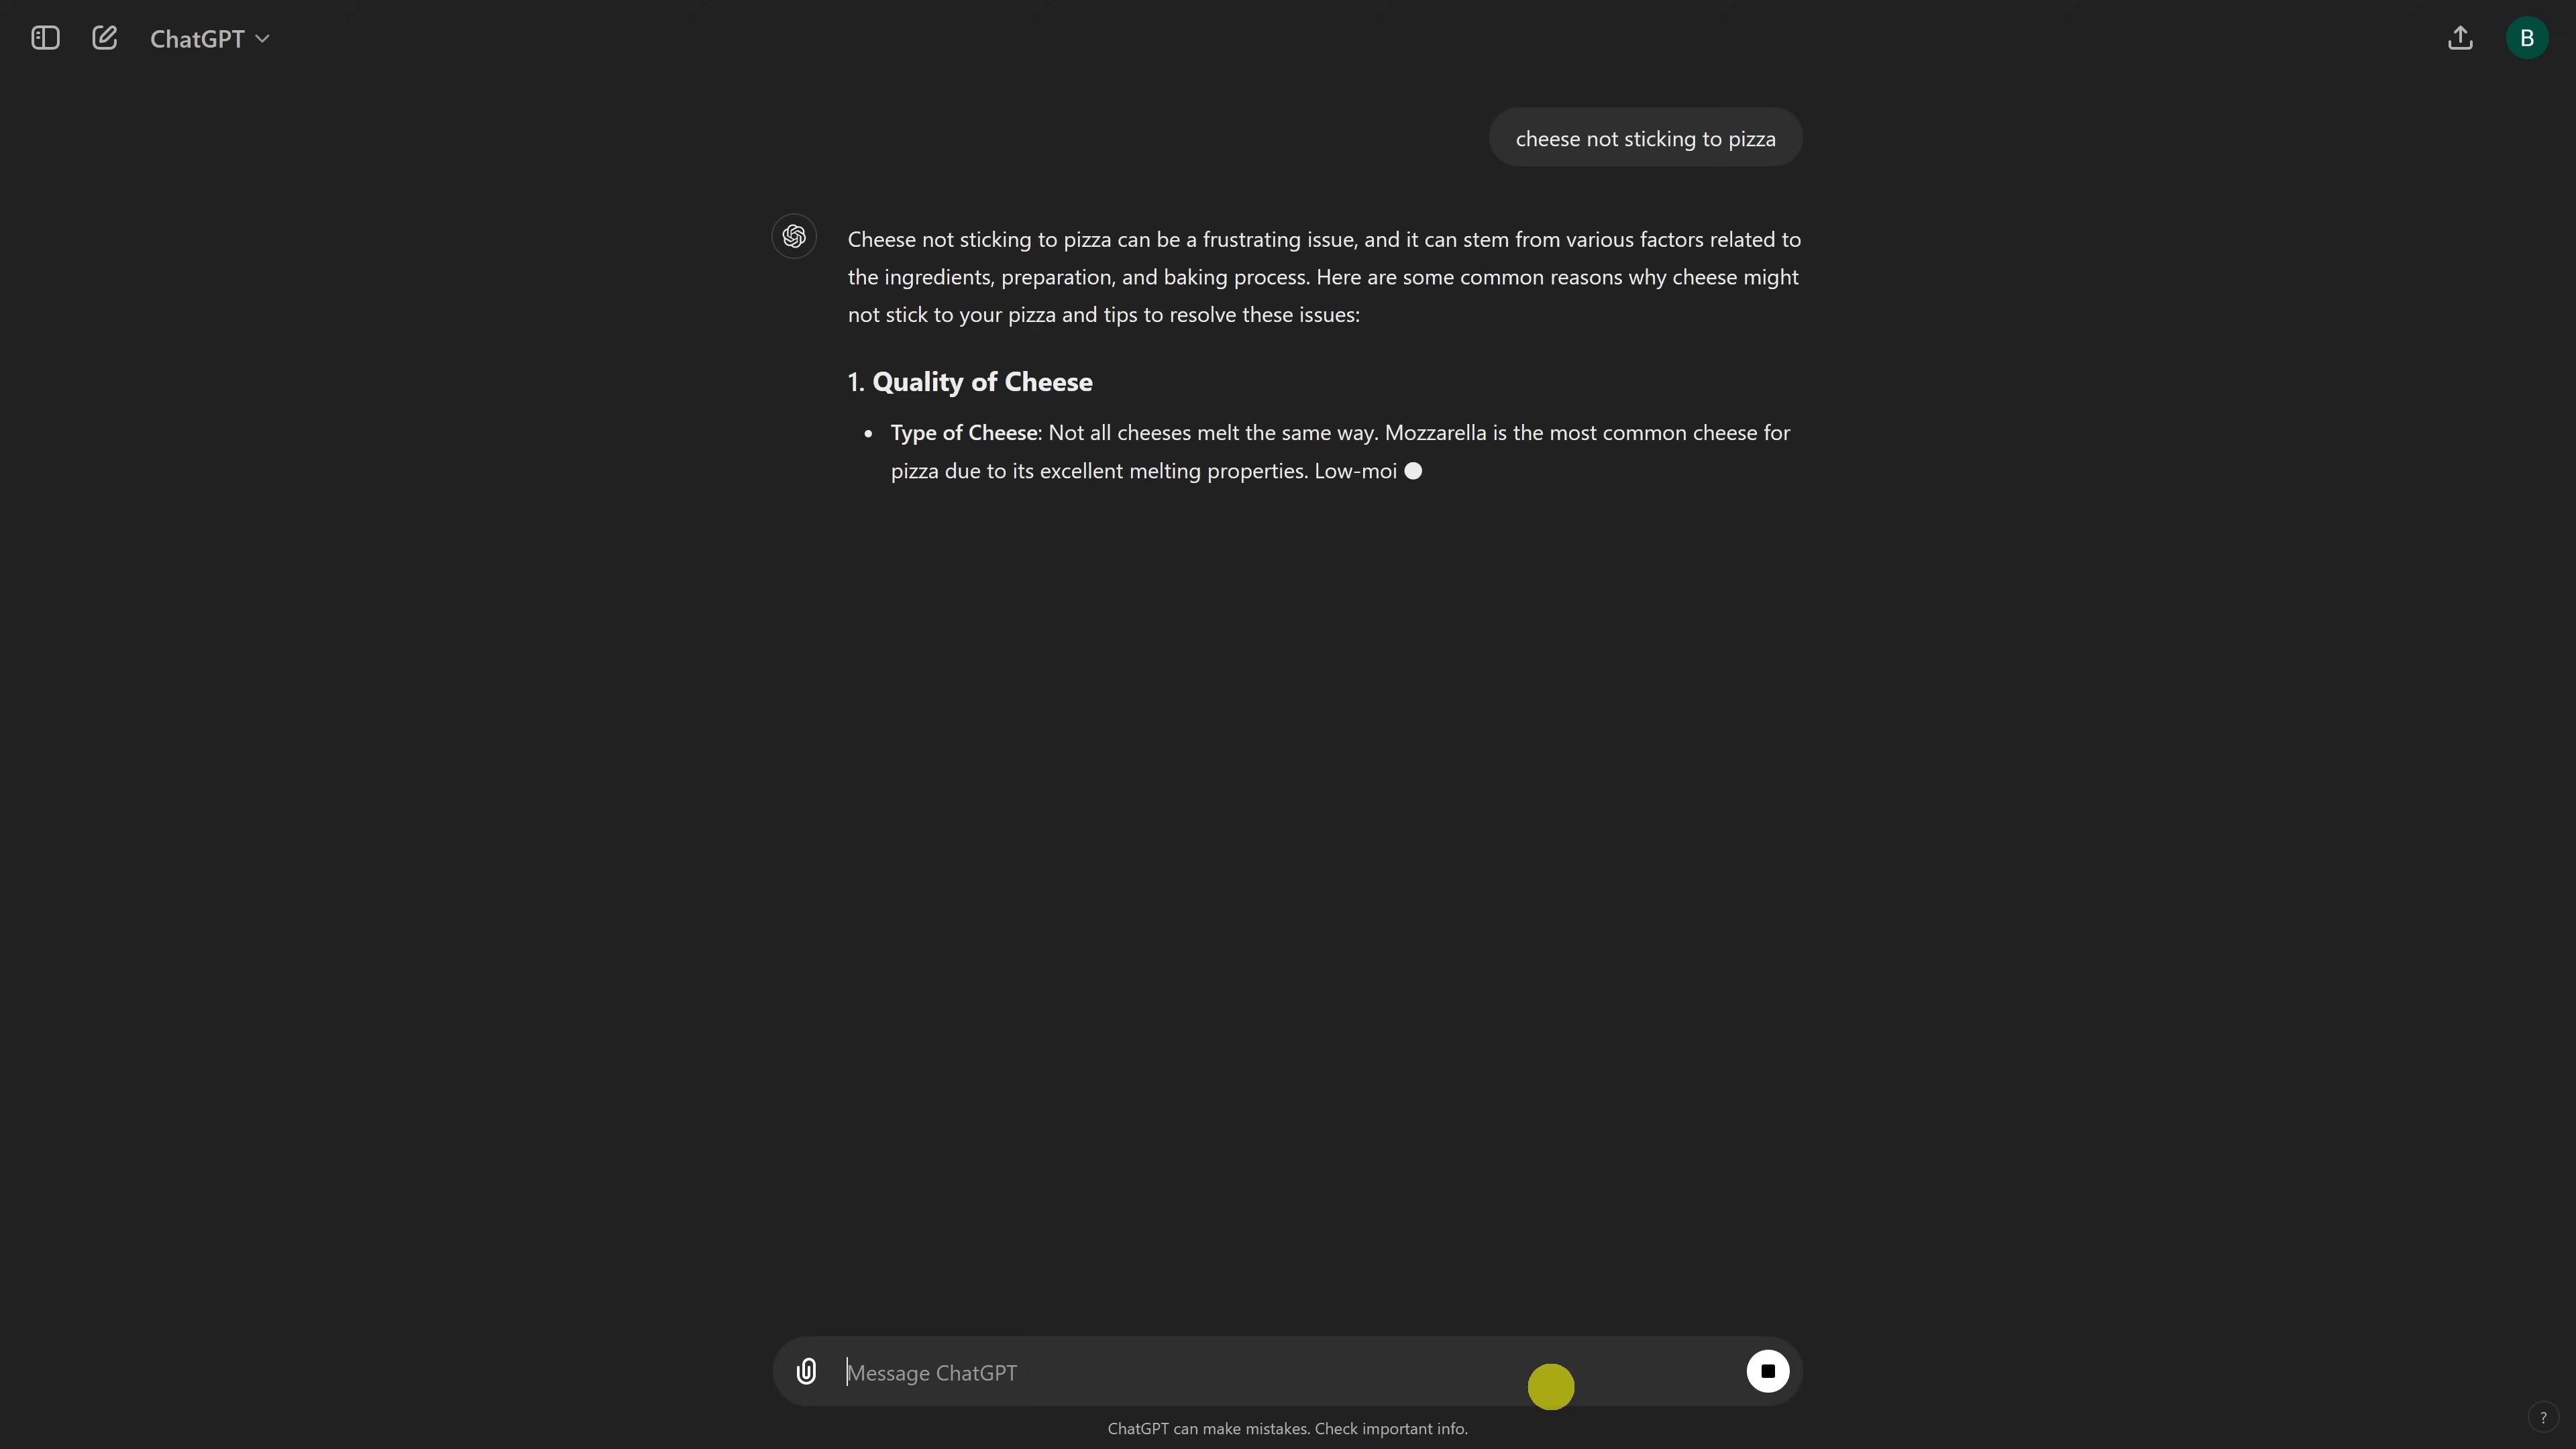 ChatGPT
B
cheese not sticking to pizza
Cheese not sticking to pizza can be a frustrating issue, and it can stem from various factors related to
the ingredients, preparation, and baking process. Here are some common reasons why cheese might
not stick to your pizza and tips to resolve these issues:
1. Quality of Cheese
• Type of Cheese: Not all cheeses melt the same way. Mozzarella is the most common cheese for
pizza due to its excellent melting properties. Low-moi
Message ChatGPT
ChatGPT can make mistakes. Check important info.
?